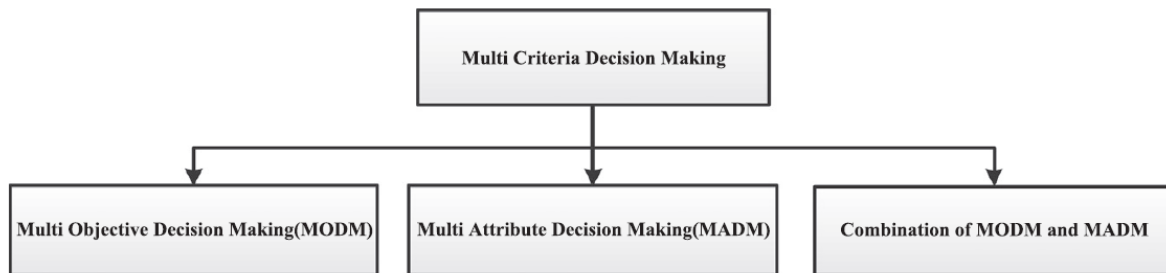 Multi Criteria Decision Making
Multi Objective Decision Making(MODM)
Multi Attribute Decision Making(MADM)
Combination of MODM and MADM